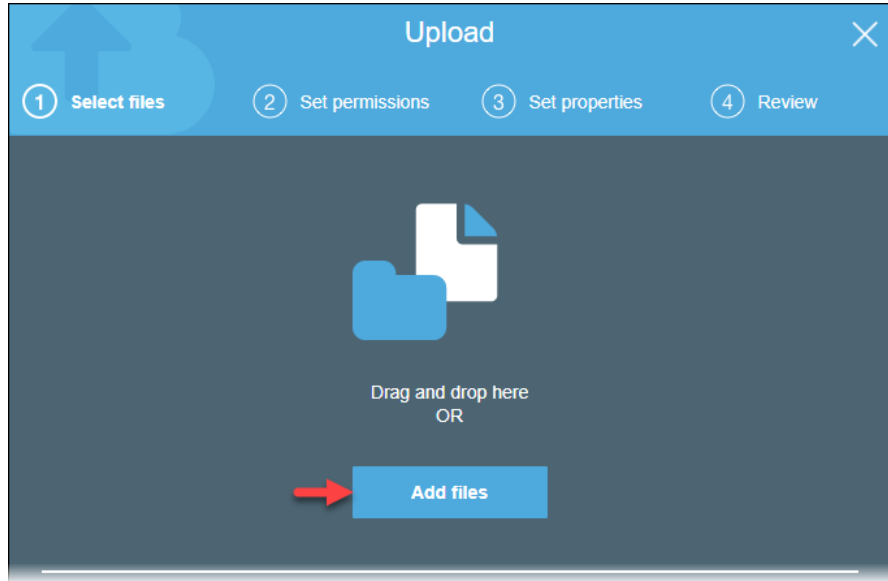 Upload
1 Select files
2 Set permissions
3 Set properties
4 Review
Drag and drop here
OR
Add files